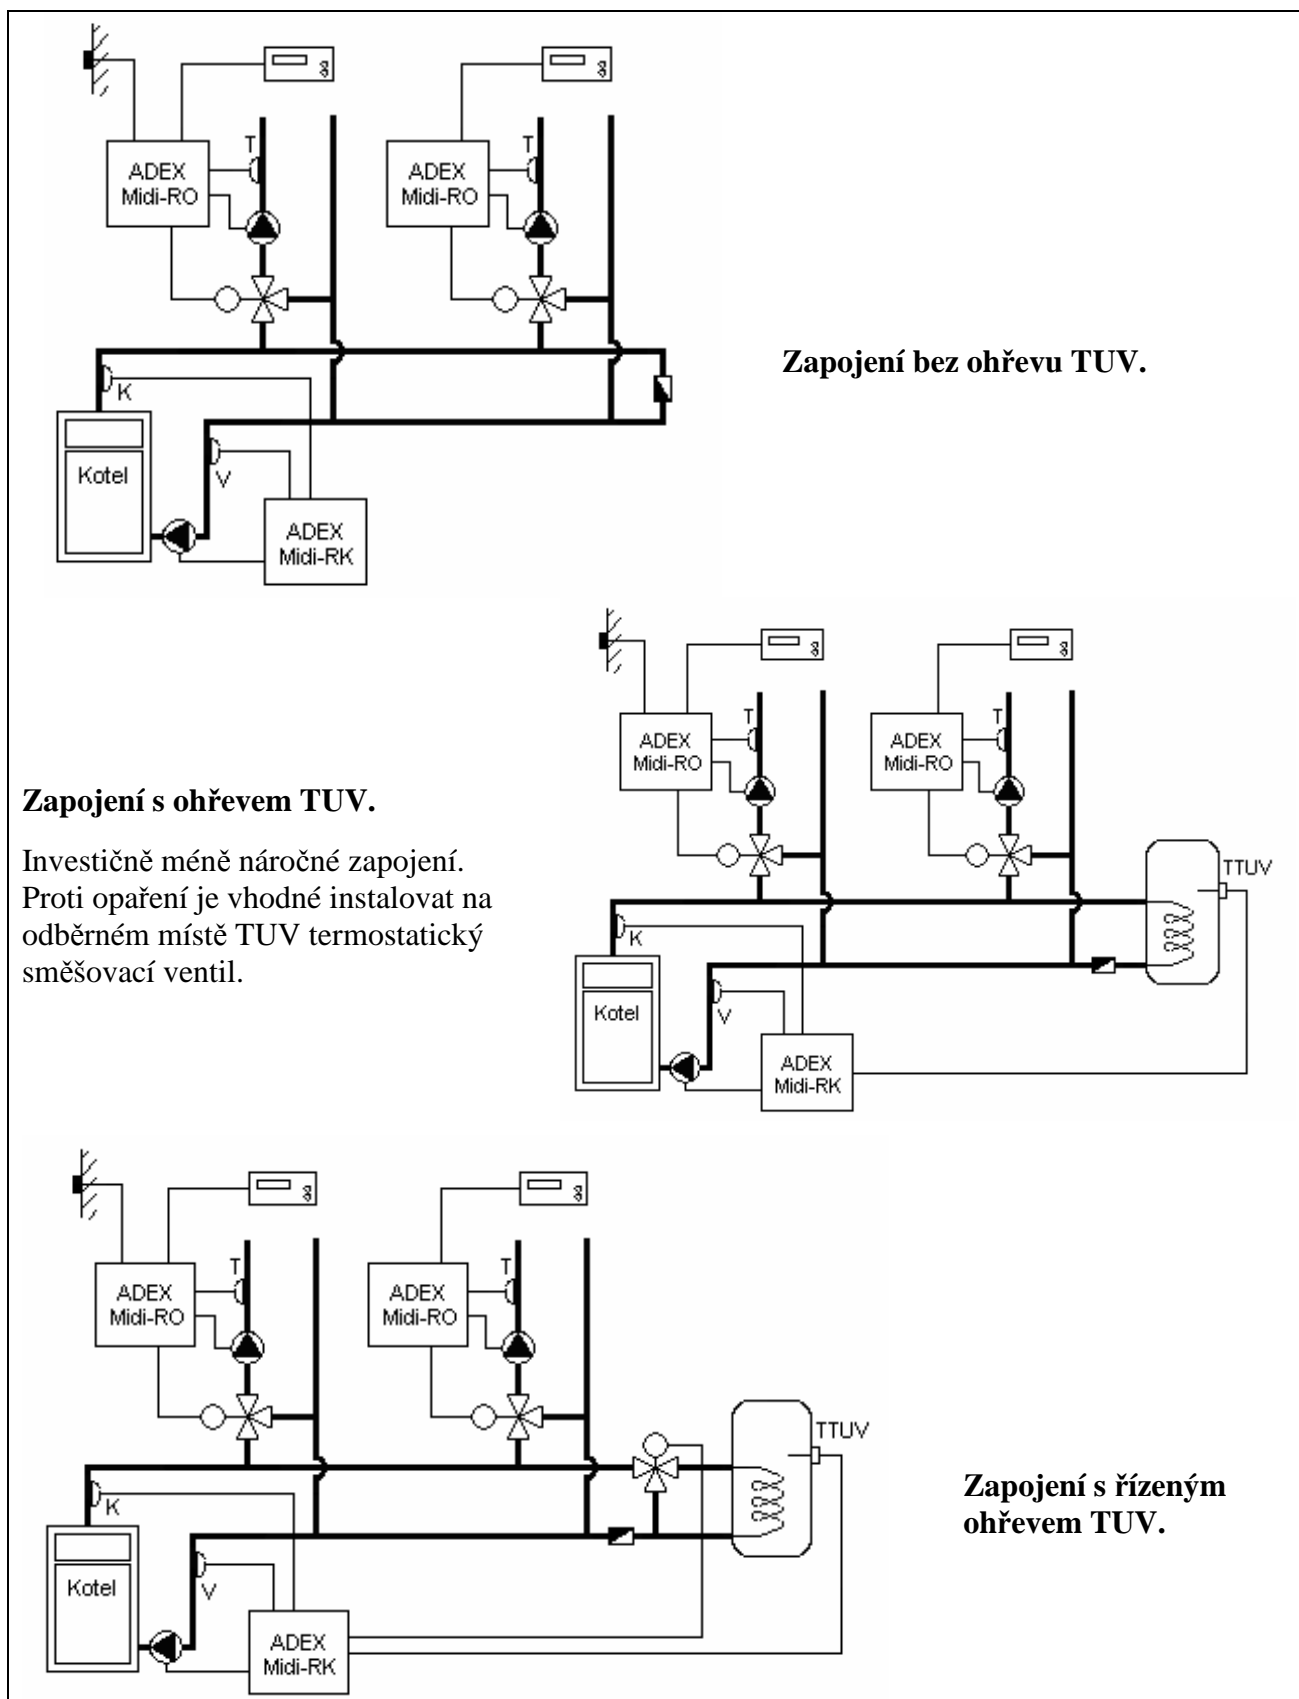 T
T
ADEX
Midi-RO
ADEX
Midi-RO
Zapojení bez ohřevu TUV.
K
Kotel
V
ADEX
Midi-RK
T
T
ADEX
Midi-RO
ADEX
Midi-RO
Zapojení s ohřevem TUV.
Investičně méně náročné zapojení.
Proti opaření je vhodné instalovat na
odběrném místě TUV termostatický
směšovací ventil.
TTUV
K
Kotel
V
ADEX
Midi-RK
T
T
ADEX
Midi-RO
ADEX
Midi-RO
TTUV
K
Zapojení s řízeným
ohřevem TUV.
Kotel
V
ADEX
Midi-RK